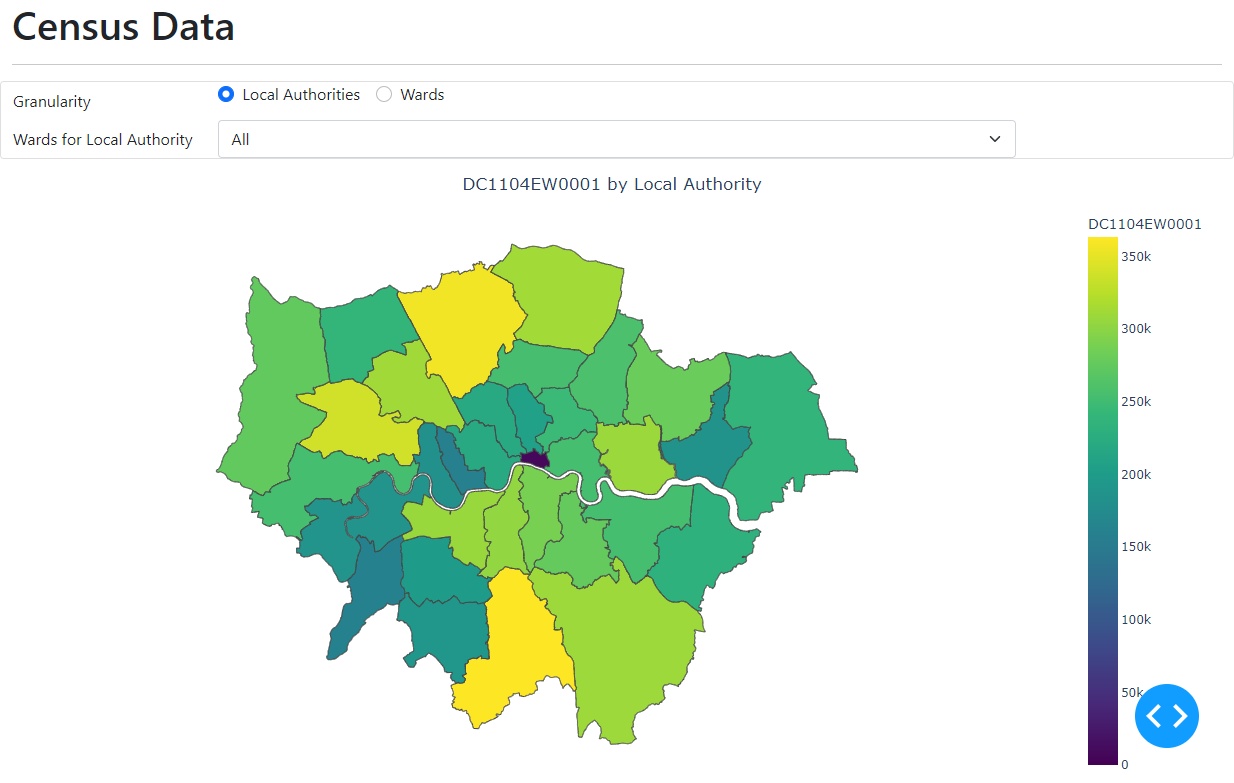 Census Data
Granularity
Local Authorities
Wards
Wards for Local Authority
All
DC1104EW0001 by Local Authority
DC1104EW0001
350k
300k
250k
200k
150k
100k
50k
0